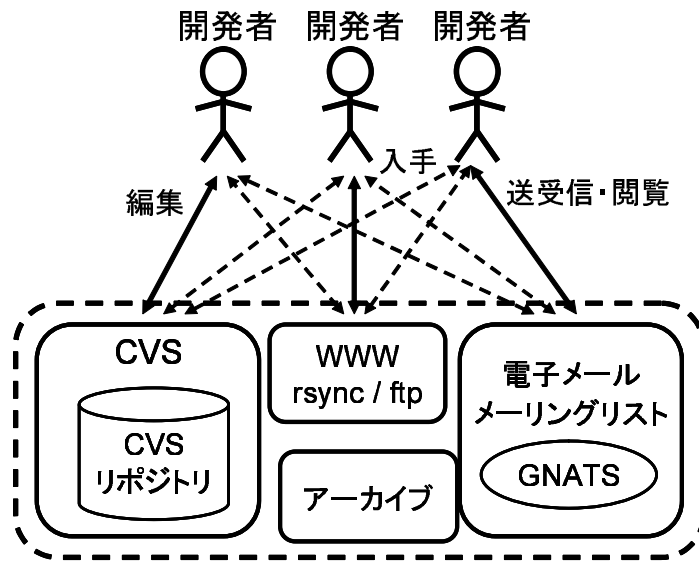 開発者 開発者 開発者
入手
編集
送受信・閲覧
CVS
CVS
リポジトリ
WWW
rsync / ftp
アーカイブ
電子メール
メーリングリスト
GNATS